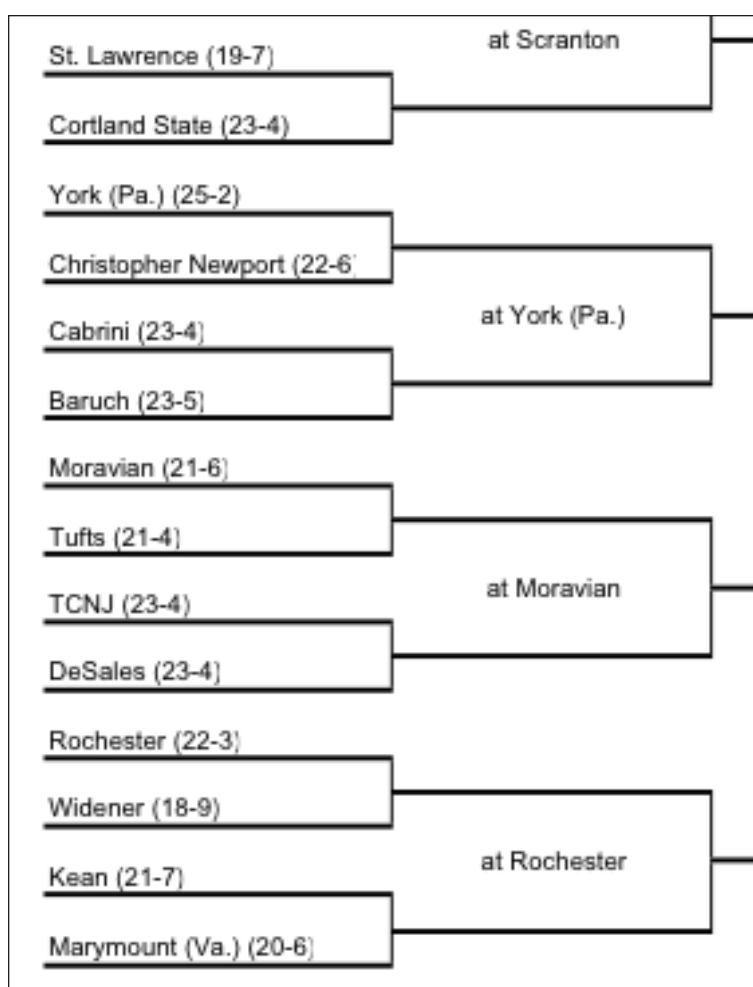 at Scranton
St. Lawrence (19-7)
Cortland State (23-4)
York (Pa.) (25-2)
Christopher Newport (22-6)
at York (Pa.)
Cabrini (23-4)
Baruch (23-5)
Moravian (21-6)
Tufts (21-4)
at Moravian
TCNJ (23-4)
DeSales (23-4)
Rochester (22-3)
Widener (18-9)
at Rochester
Kean (21-7)
Marymount (Va.) (20-6)